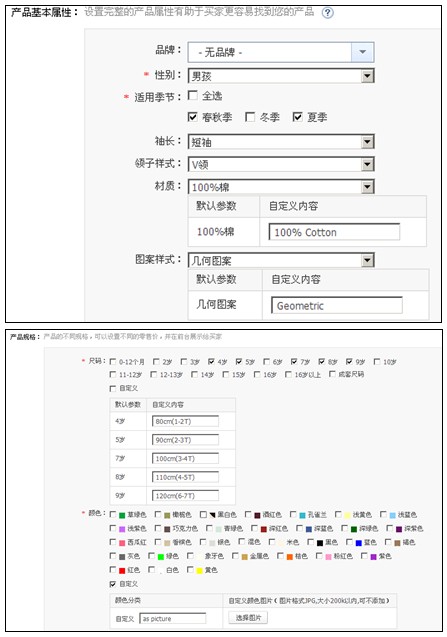 产品基本属性： 设置完整的产品属性有助于买家更容易找到您的产品 ?
品牌： - 无品牌 -
* 性别： 男孩
* 适用季节： 全选
春秋季 冬季 夏季
袖长： 短袖
领子样式： V领
材质： 100%棉
默认参数 自定义内容
100%棉 100% Cotton
图案样式： 几何图案
默认参数 自定义内容
几何图案 Geometric
产品规格： 产品的不同规格，可以设置不同的零售价，并在前台展示给买家
* 尺码： 0-12个月 2岁 3岁 4岁 5岁 6岁 7岁 8岁 9岁 10岁
11-12岁 12-13岁 14岁 15岁 16岁 16岁以上 成套尺码
自定义
默认参数 自定义内容
4岁 80cm(1-2T)
5岁 90cm(2-3T)
7岁 100cm(3-4T)
8岁 110cm(4-5T)
9岁 120cm(6-7T)
* 颜色： 草绿色 橄榄色 黑白色 酒红色 孔雀兰 浅黄色 浅蓝色
浅紫色 巧克力色 银杏绿色 深红色 深蓝色 深绿色 深紫色
西瓜红 香槟色 棕色 混色 米色 黑色 蓝色 褐色
灰色 绿色 象牙色 金属色 桔色 粉红色 紫色
红色 白色 黄色
自定义
颜色分类 自定义颜色图片（图片格式JPG,大小200k以内,可不添加）
自定义 as picture 选择图片